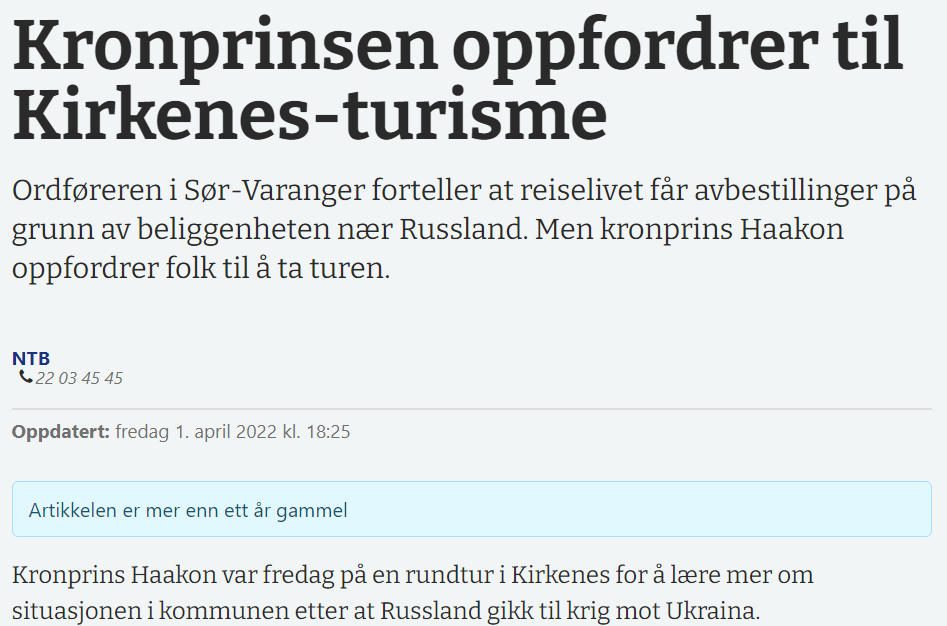 Kronprinsen oppfordrer til
Kirkenes-turisme
Ordføreren i Sør-Varanger forteller at reiselivet får avbestillinger på
grunn av beliggenheten nær Russland. Men kronprins Haakon
oppfordrer folk til å ta turen.
NTB
22 03 45 45
Oppdatert: fredag 1. april 2022 kl. 18:25
Artikkelen er mer enn ett år gammel
Kronprins Haakon var fredag på en rundtur i Kirkenes for å lære mer om
situasjonen i kommunen etter at Russland gikk til krig mot Ukraina.